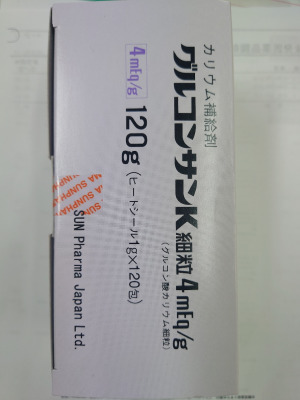 カリウム補給剤
グルコンサンK細粒4mEq/g
(グルコン酸カリウム細粒)
4mEq/g 120g (ヒートシール1g×120包)
SUN Pharma Japan Ltd.